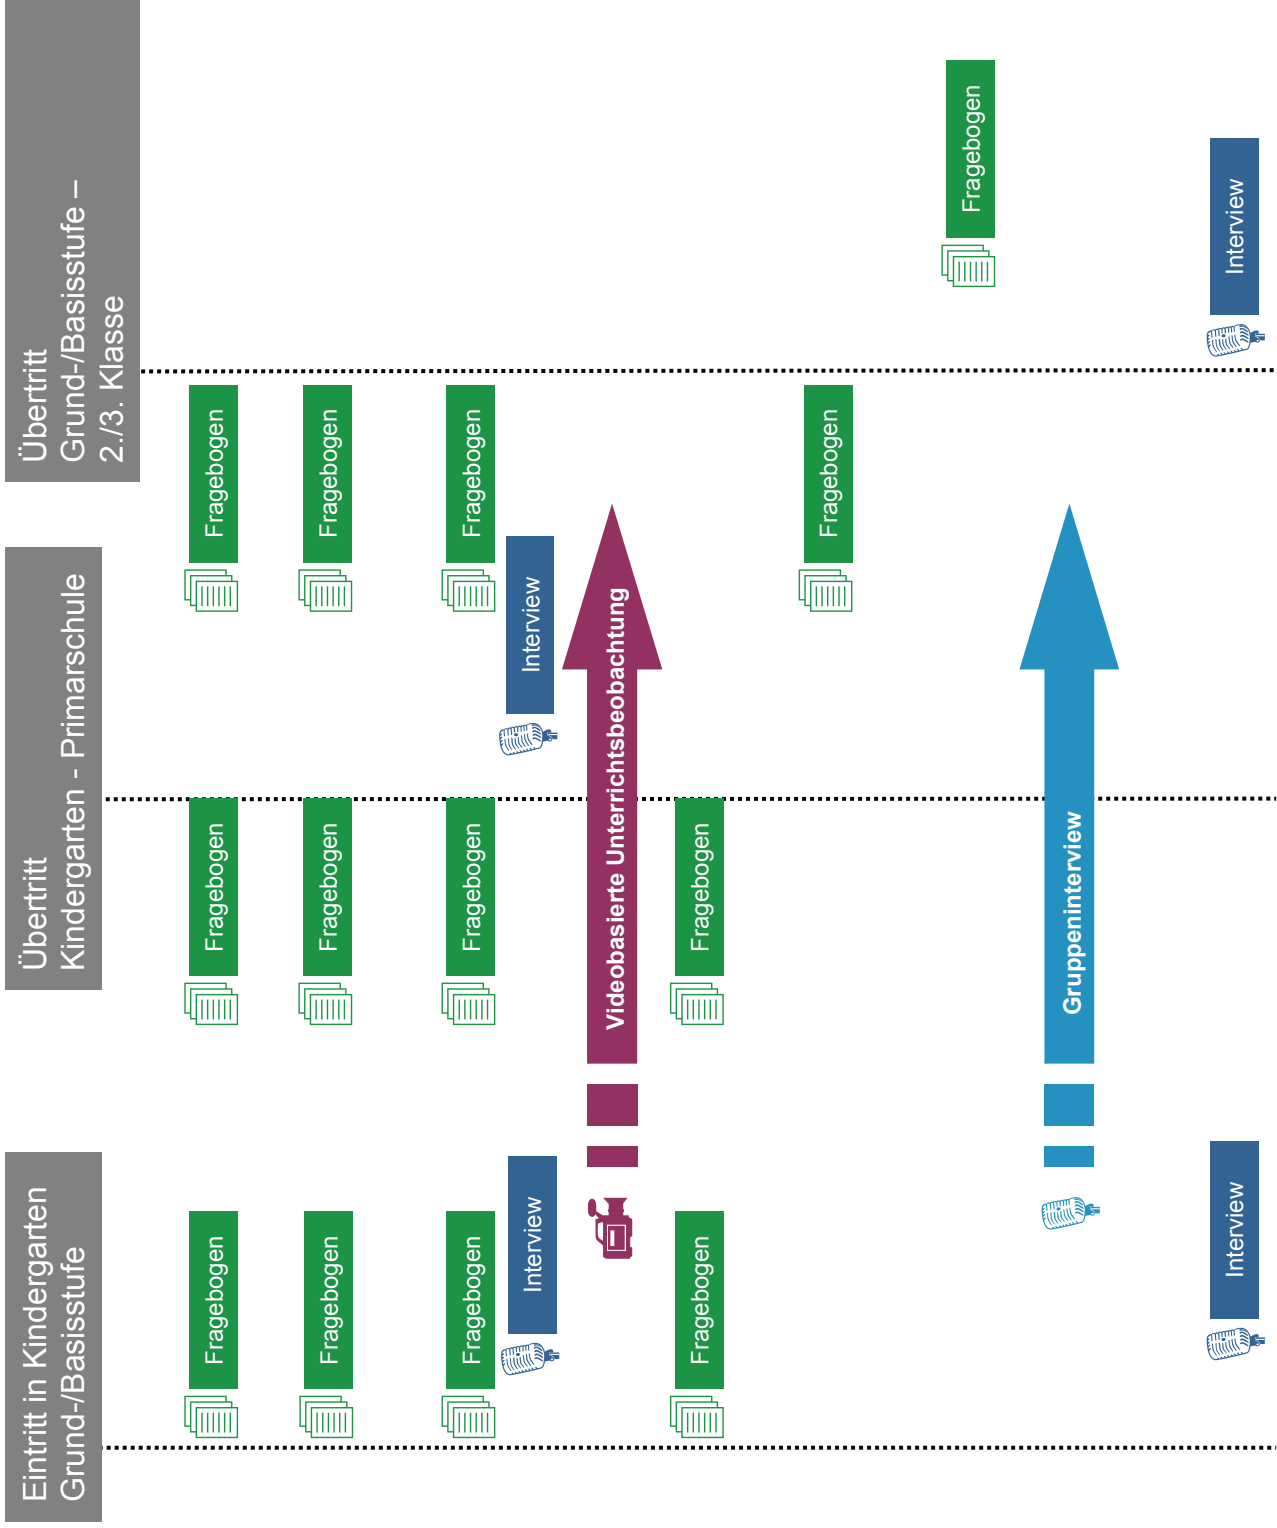 Eintritt in Kindergarten
Grund-/Basisstufe
Übertritt
Kindergarten - Primarschule
Übertritt
Grund-/Basisstufe –
2./3. Klasse
Fragebogen
Fragebogen
Fragebogen
Fragebogen
Fragebogen
Fragebogen
Fragebogen
Fragebogen
Fragebogen
Interview
Interview
Videobasierte Unterrichtsbeobachtung
Fragebogen
Fragebogen
Fragebogen
Fragebogen
Gruppeninterview
Interview
Interview